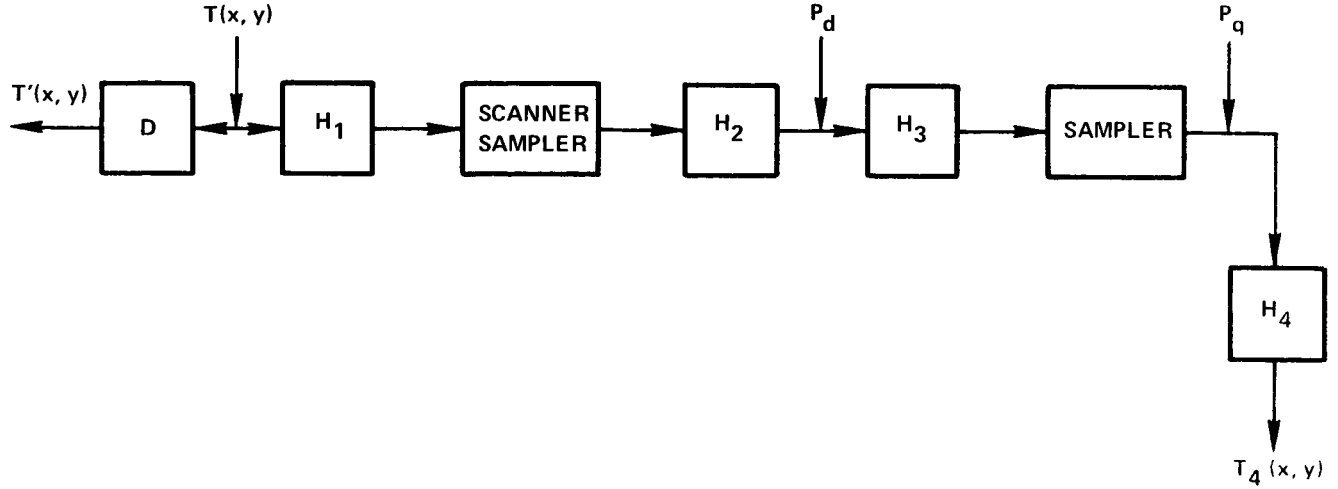 T(x, y)
P_d
P_q
T'(x, y)
D
H_1
SCANNER
SAMPLER
H_2
H_3
SAMPLER
H_4
T_4 (x, y)